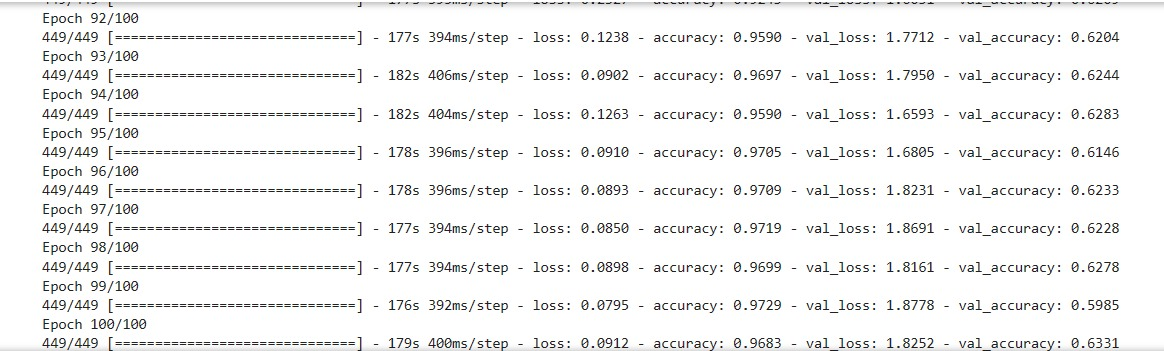 Epoch 92/100
449/449 [==============================] - 177s 394ms/step - loss: 0.1238 - accuracy: 0.9590 - val_loss: 1.7712 - val_accuracy: 0.6204
Epoch 93/100
449/449 [==============================] - 182s 406ms/step - loss: 0.0902 - accuracy: 0.9697 - val_loss: 1.7950 - val_accuracy: 0.6244
Epoch 94/100
449/449 [==============================] - 182s 404ms/step - loss: 0.1263 - accuracy: 0.9590 - val_loss: 1.6593 - val_accuracy: 0.6283
Epoch 95/100
449/449 [==============================] - 178s 396ms/step - loss: 0.0910 - accuracy: 0.9705 - val_loss: 1.6805 - val_accuracy: 0.6146
Epoch 96/100
449/449 [==============================] - 178s 396ms/step - loss: 0.0893 - accuracy: 0.9709 - val_loss: 1.8231 - val_accuracy: 0.6233
Epoch 97/100
449/449 [==============================] - 177s 394ms/step - loss: 0.0850 - accuracy: 0.9719 - val_loss: 1.8691 - val_accuracy: 0.6228
Epoch 98/100
449/449 [==============================] - 177s 394ms/step - loss: 0.0898 - accuracy: 0.9699 - val_loss: 1.8161 - val_accuracy: 0.6278
Epoch 99/100
449/449 [==============================] - 176s 392ms/step - loss: 0.0795 - accuracy: 0.9729 - val_loss: 1.8778 - val_accuracy: 0.5985
Epoch 100/100
449/449 [==============================] - 179s 400ms/step - loss: 0.0912 - accuracy: 0.9683 - val_loss: 1.8252 - val_accuracy: 0.6331